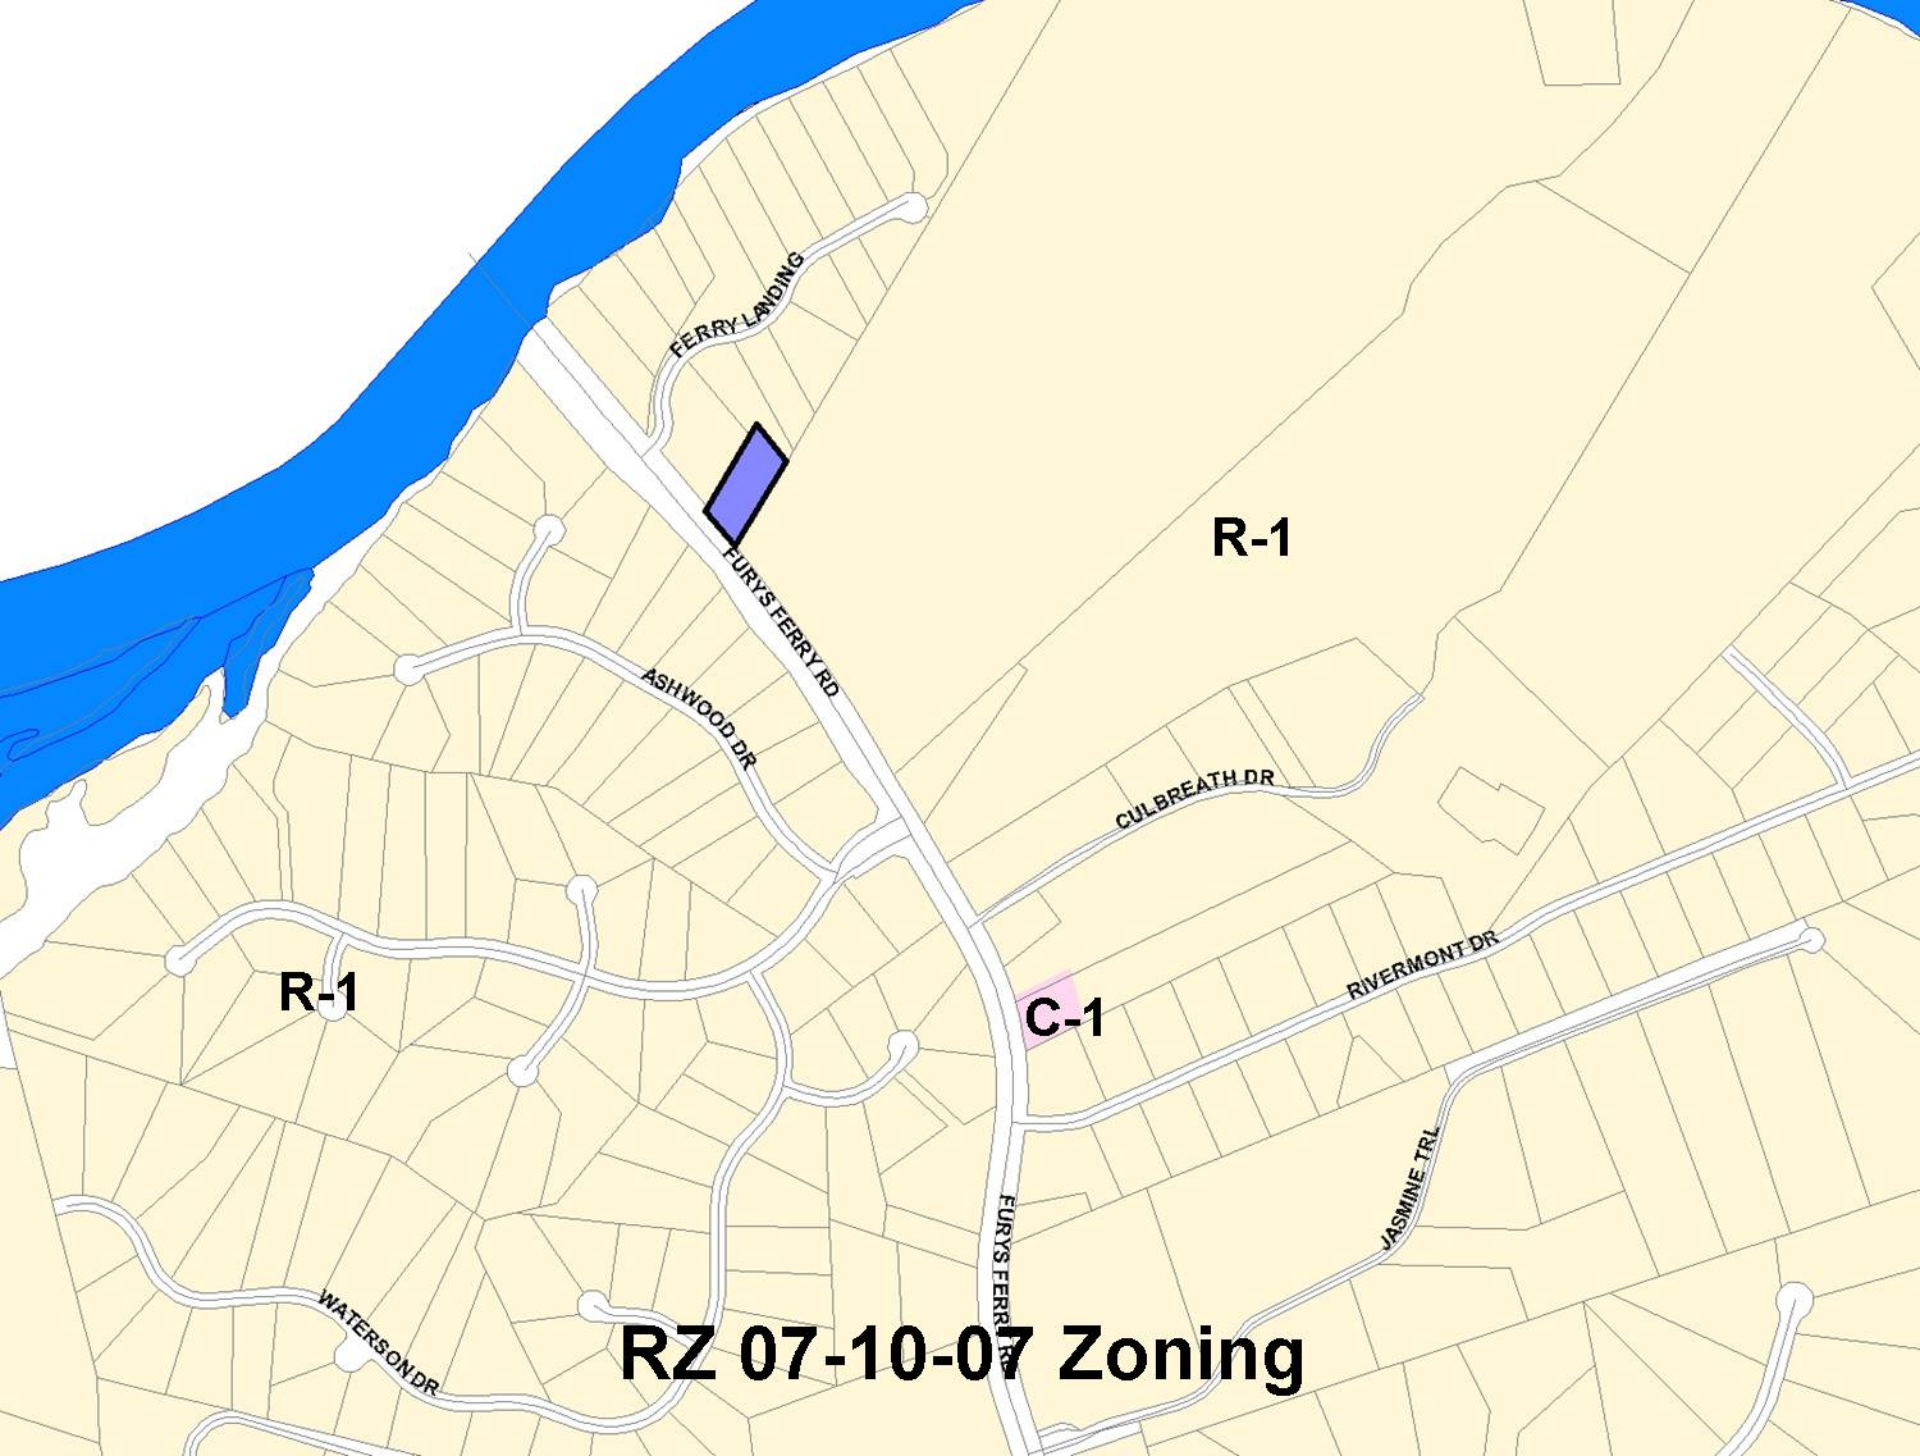 FERRY LANDING
R-1
FURYS FERRY RD
ASHWOOD DR
CULBREATH DR
RIVERMONT DR
R-1
C-1
JASMINE TRL
FURYS FERRY RD
WATERSON DR
RZ 07-10-07 Zoning